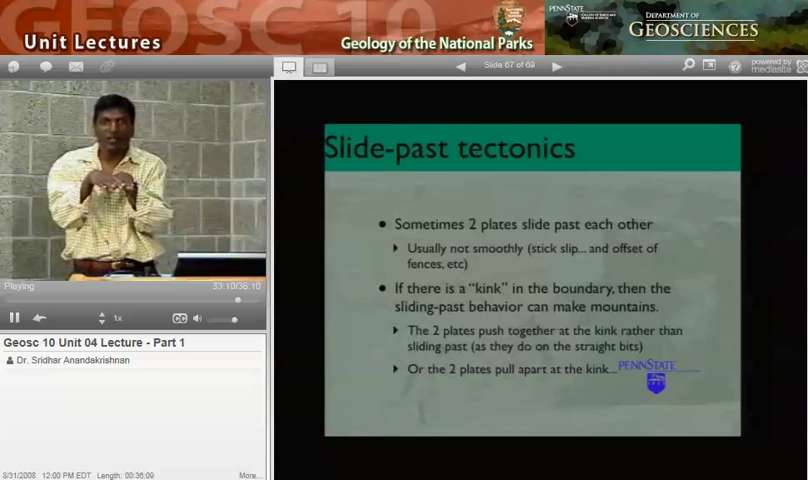 GEOSC 10
Unit Lectures
Geology of the National Parks
PENNSTATE
DEPARTMENT OF
GEOSCIENCES
Slide 67 of 69
powered by
mediasite
Slide-past tectonics
Sometimes 2 plates slide past each other
Usually not smoothly (stick slip... and offset of
fences, etc)
If there is a "kink" in the boundary, then the
sliding-past behavior can make mountains.
The 2 plates push together at the kink rather than
sliding past (as they do on the straight bits)
Or the 2 plates pull apart at the kink...
PENNSTATE
Playing
33:10/36:10
1x
CC
Geosc 10 Unit 04 Lecture - Part 1
Dr. Sridhar Anandakrishnan
8/31/2008 12:00 PM EDT Length: 00:36:09
More...